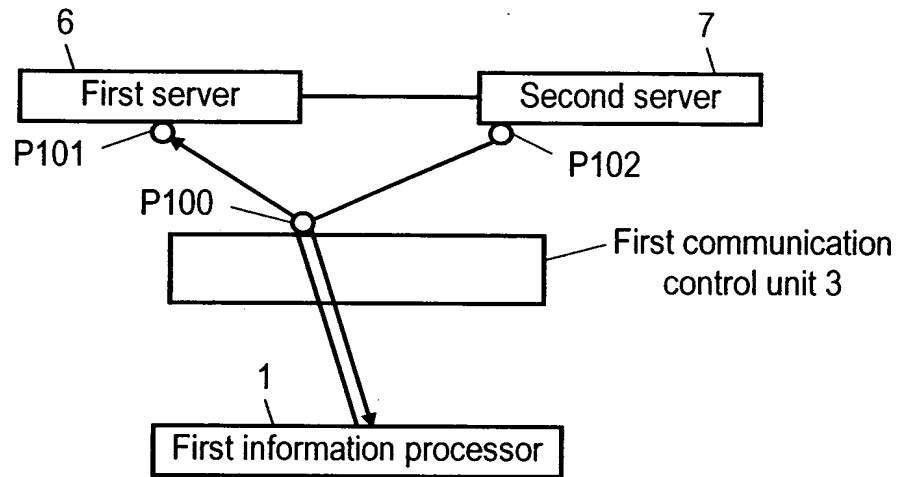 6
7
First server
Second server
P101
P102
P100
First communication
control unit 3
1
First information processor